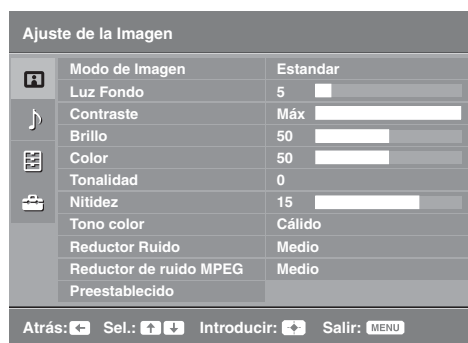 Ajuste de la Imagen
Modo de Imagen Estandar
Luz Fondo 5
Contraste Máx
Brillo 50
Color 50
Tonalidad 0
Nitidez 15
Tono color Cálido
Reductor Ruido Medio
Reductor de ruido MPEG Medio
Preestablecido
Atrás: Sel.: Introducir: Salir: MENU